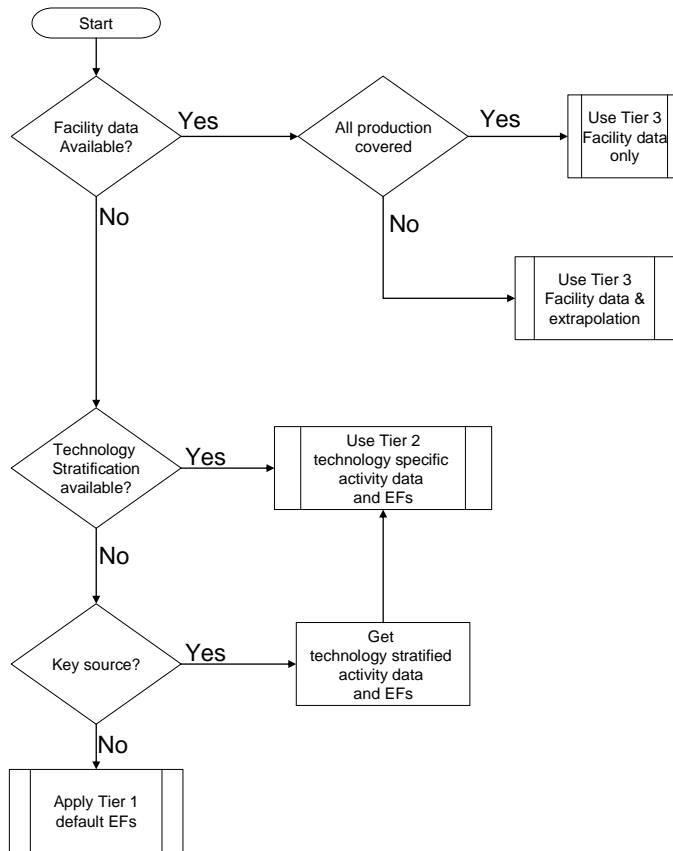 Start
Facility data
Available?
Yes
All production
covered
Yes
Use Tier 3
Facility data
only
No
No
Use Tier 3
Facility data &
extrapolation
Technology
Stratification
available?
Yes
Use Tier 2
technology specific
activity data
and EFs
No
Key source?
Yes
Get
technology stratified
activity data
and EFs
No
Apply Tier 1
default EFs